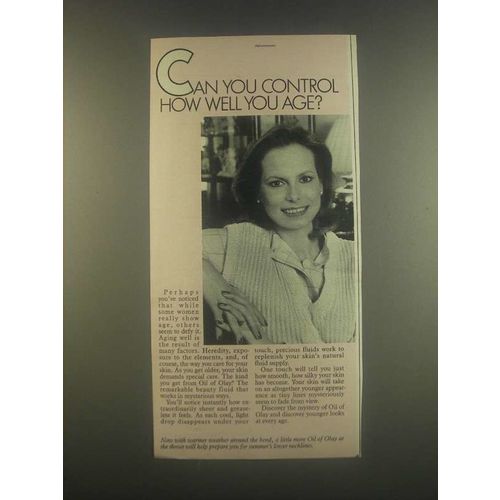 Advertisement
CAN YOU CONTROL
HOW WELL YOU AGE?
Perhaps
you've noticed
that while
some women
really show
age, others
seem to defy it.
Aging well is
the result of
many factors. Heredity, expo-
sure to the elements, and, of
course, the way you care for your
skin. As you get older, your skin
demands special care. The kind
you get from Oil of Olay.® The
remarkable beauty fluid that
works in mysterious ways.
You'll notice instantly how ex-
traordinarily sheer and grease-
less it feels. As each cool, light
drop disappears under your
touch, precious fluids work to
replenish your skin's natural
fluid supply.
One touch will tell you just
how smooth, how silky your skin
has become. Your skin will take
on an altogether younger appear-
ence as tiny lines mysteriously
seem to fade from view.
Discover the mystery of Oil of
Olay and discover younger looks
at every age.
Now with warmer weather around the bend, a little more Oil of Olay at
the throat will help prepare you for summer's lower necklines.